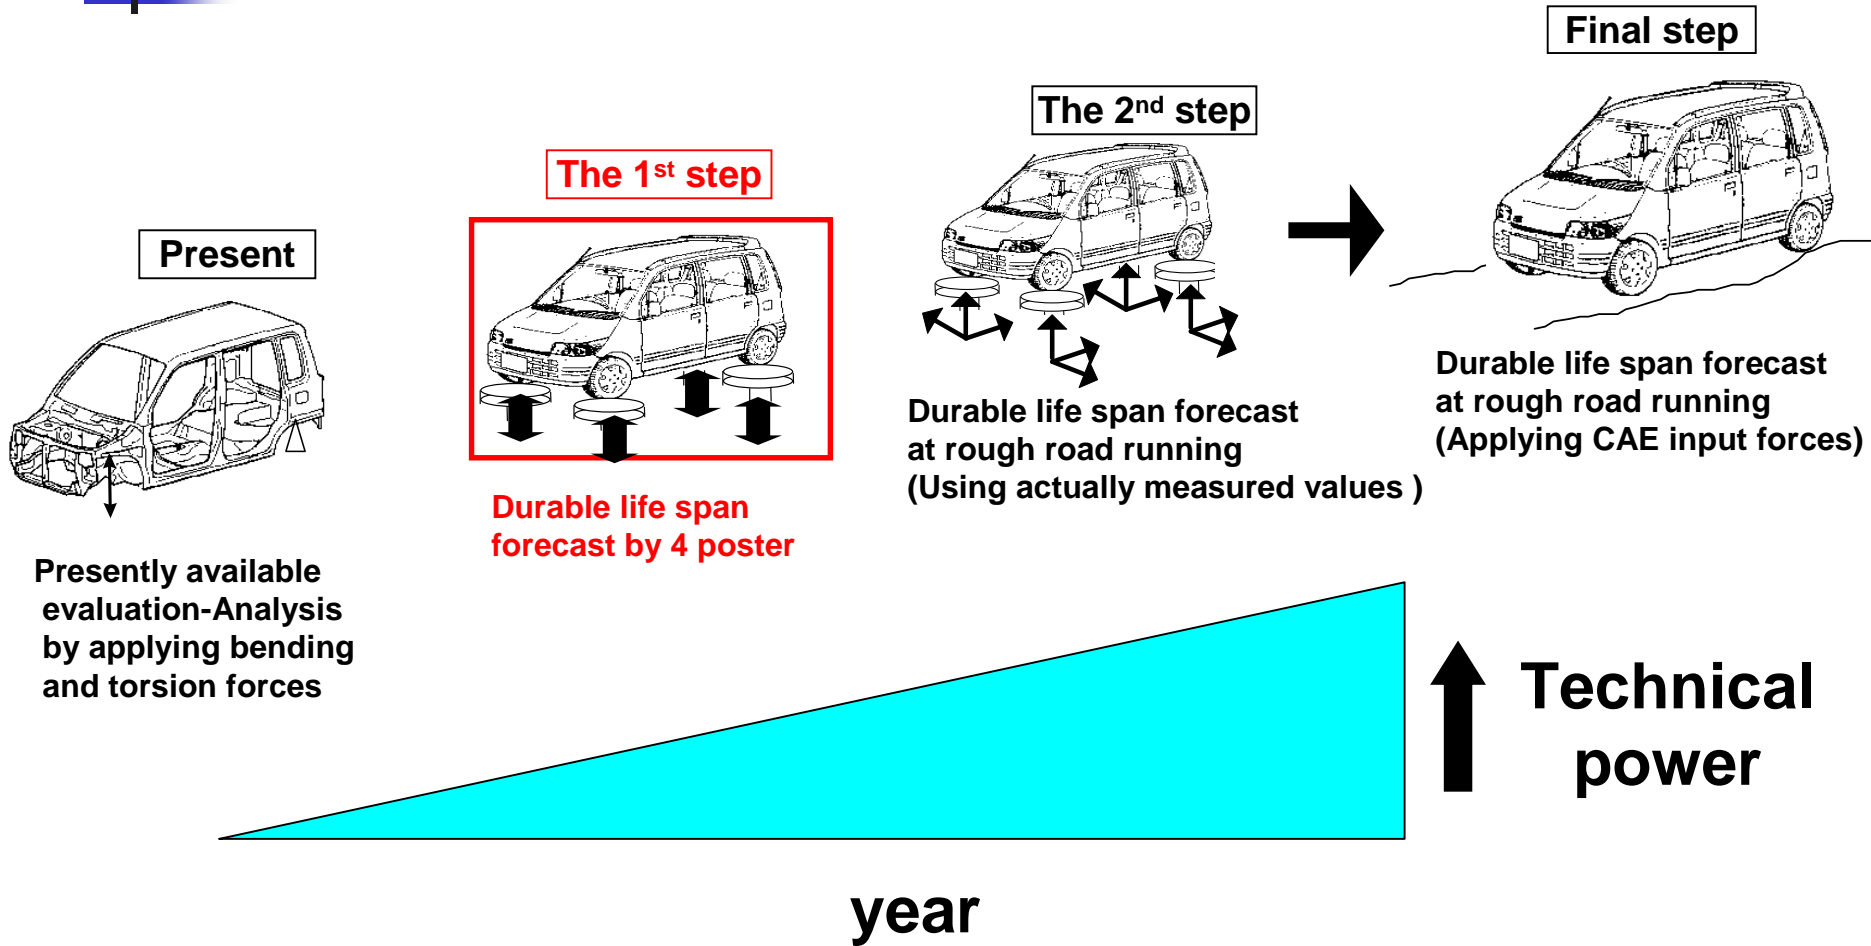 Present
Presently available
evaluation-Analysis
by applying bending
and torsion forces
The 1st step
Durable life span
forecast by 4 poster
The 2nd step
Durable life span forecast
at rough road running
(Using actually measured values )
Final step
Durable life span forecast
at rough road running
(Applying CAE input forces)
Technical
power
year